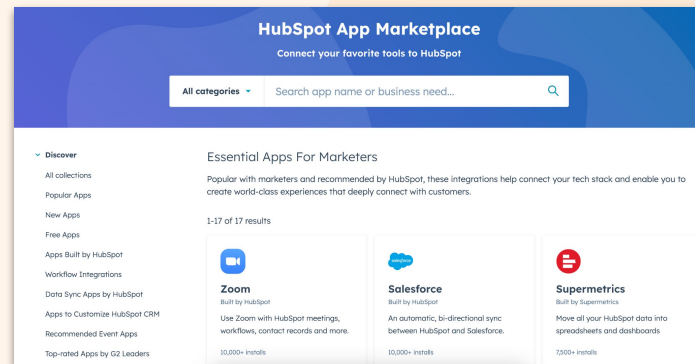 HubSpot App Marketplace
Connect your favorite tools to HubSpot
All categories
Search app name or business need...
Discover
All collections
Popular Apps
New Apps
Free Apps
Apps Built by HubSpot
Workflow Integrations
Data Sync Apps by HubSpot
Apps to Customize HubSpot CRM
Recommended Event Apps
Top-rated Apps by G2 Leaders
Essential Apps For Marketers
Popular with marketers and recommended by HubSpot, these integrations help connect your tech stack and enable you to
create world-class experiences that deeply connect with customers.
1-17 of 17 results
Zoom
Built by HubSpot
Use Zoom with HubSpot meetings,
workflows, contact records and more.
10,000+ installs
salesforce
Salesforce
Built by HubSpot
An automatic, bi-directional sync
between HubSpot and Salesforce.
10,000+ installs
Supermetrics
Built by Supermetrics
Move all your HubSpot data into
spreadsheets and dashboards
7,500+ installs